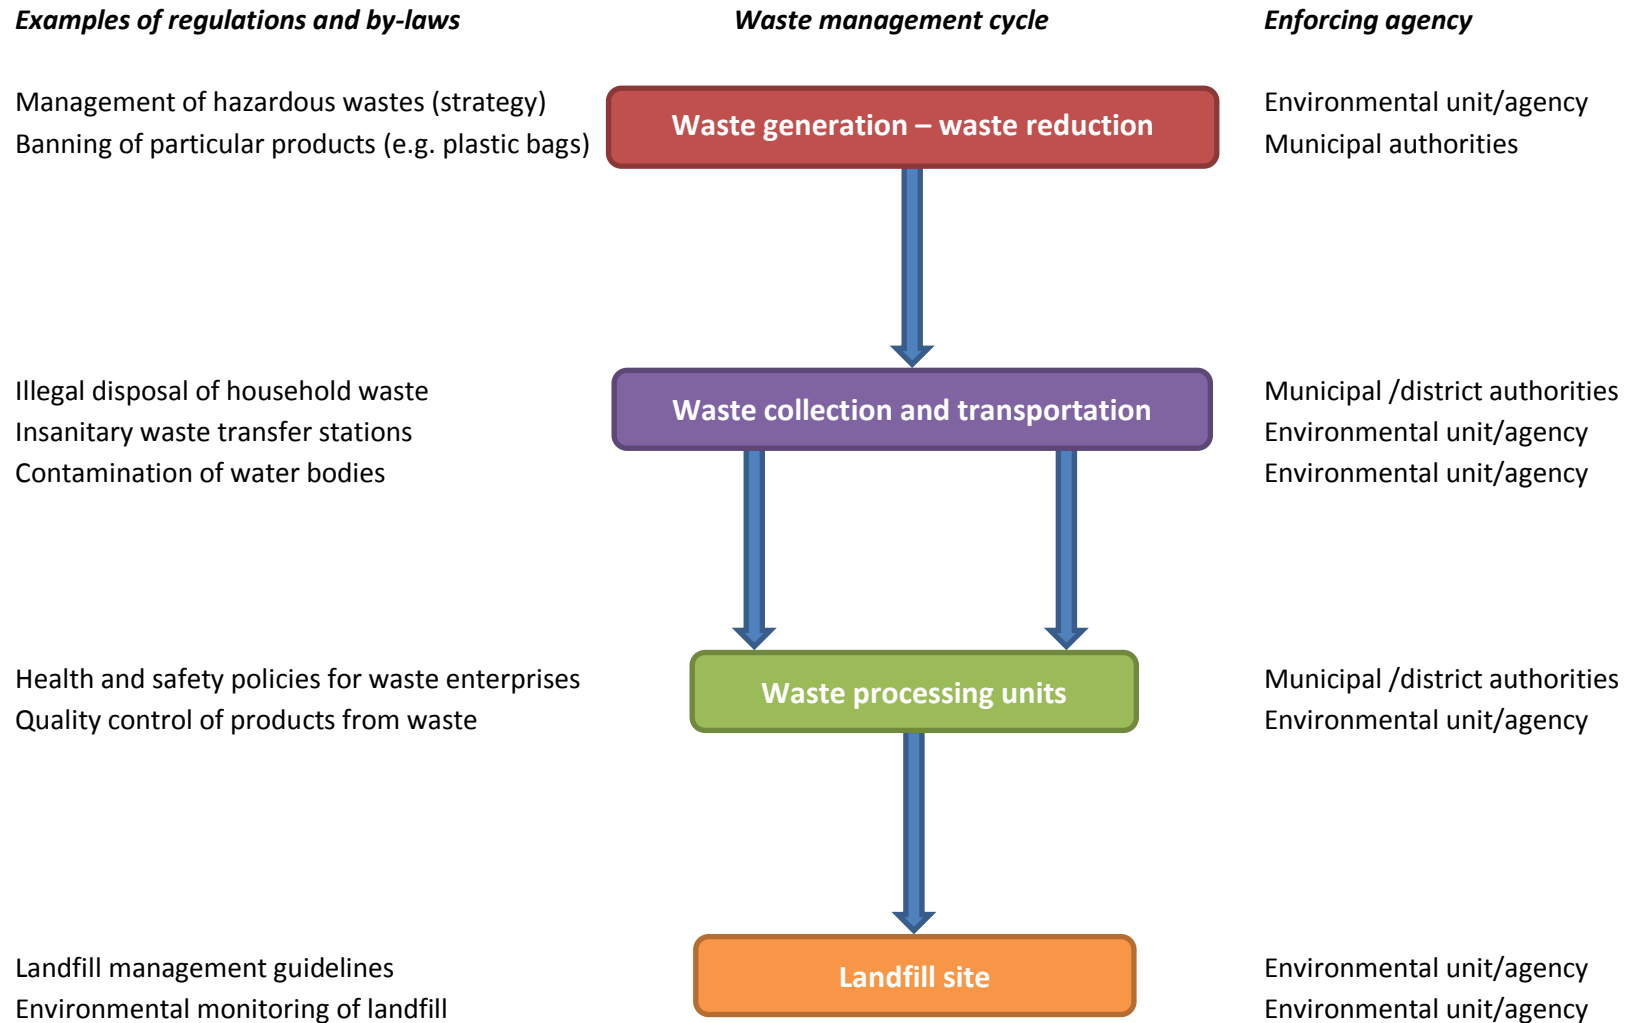 Examples of regulations and by-laws
Waste management cycle
Enforcing agency
Management of hazardous wastes (strategy)
Banning of particular products (e.g. plastic bags)
Waste generation – waste reduction
Environmental unit/agency
Municipal authorities
Illegal disposal of household waste
Insanitary waste transfer stations
Contamination of water bodies
Waste collection and transportation
Municipal /district authorities
Environmental unit/agency
Environmental unit/agency
Health and safety policies for waste enterprises
Quality control of products from waste
Waste processing units
Municipal /district authorities
Environmental unit/agency
Landfill management guidelines
Environmental monitoring of landfill
Landfill site
Environmental unit/agency
Environmental unit/agency